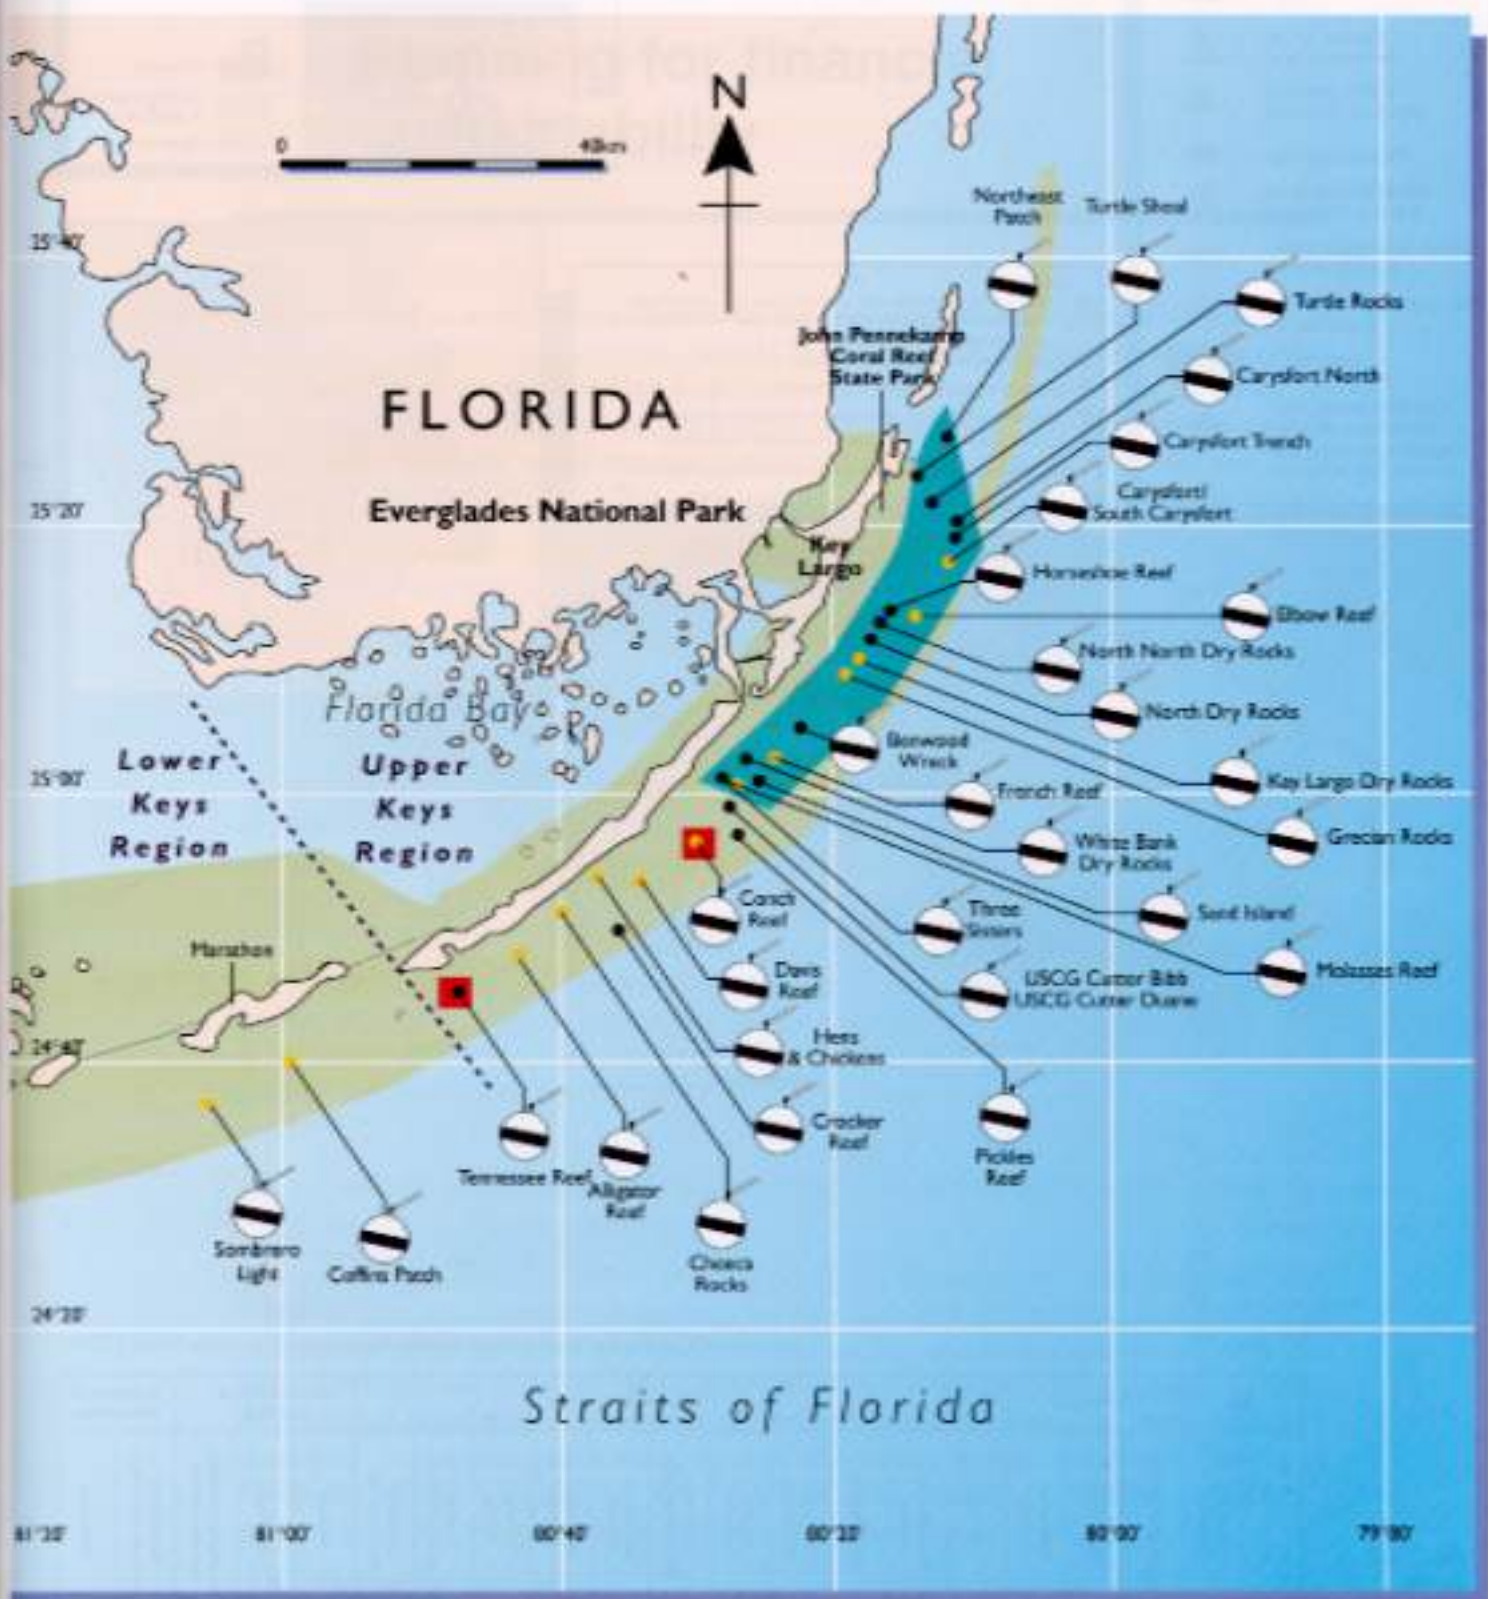 N
0 40km
Northeast
Patch
Turtle Shoal
25°40'
Turtle Rocks
John Pennekamp
Coral Reef
State Park
Carysfort North
FLORIDA
Carysfort Trench
Carysfort/
South Carysfort
25°20'
Everglades National Park
Key
Largo
Horseshoe Reef
Elbow Reef
North North Dry Rocks
Florida Bay
North Dry Rocks
Lower
Keys
Region
Upper
Keys
Region
Benwood
Wreck
25°00'
Key Largo Dry Rocks
French Reef
Grecian Rocks
White Bank
Dry Rocks
Conch
Reef
Three
Sisters
Sand Island
Marathon
Davis
Reef
USCG Cutter Bibb
USCG Cutter Duane
Molasses Reef
24°40'
Hens
& Chickens
Crocker
Reef
Pickles
Reef
Tennessee Reef
Alligator
Reef
Sombrero
Light
Coffins Patch
Cheeca
Rocks
24°20'
Straits of Florida
81°20' 81°00' 80°40' 80°20' 80°00' 79°80'